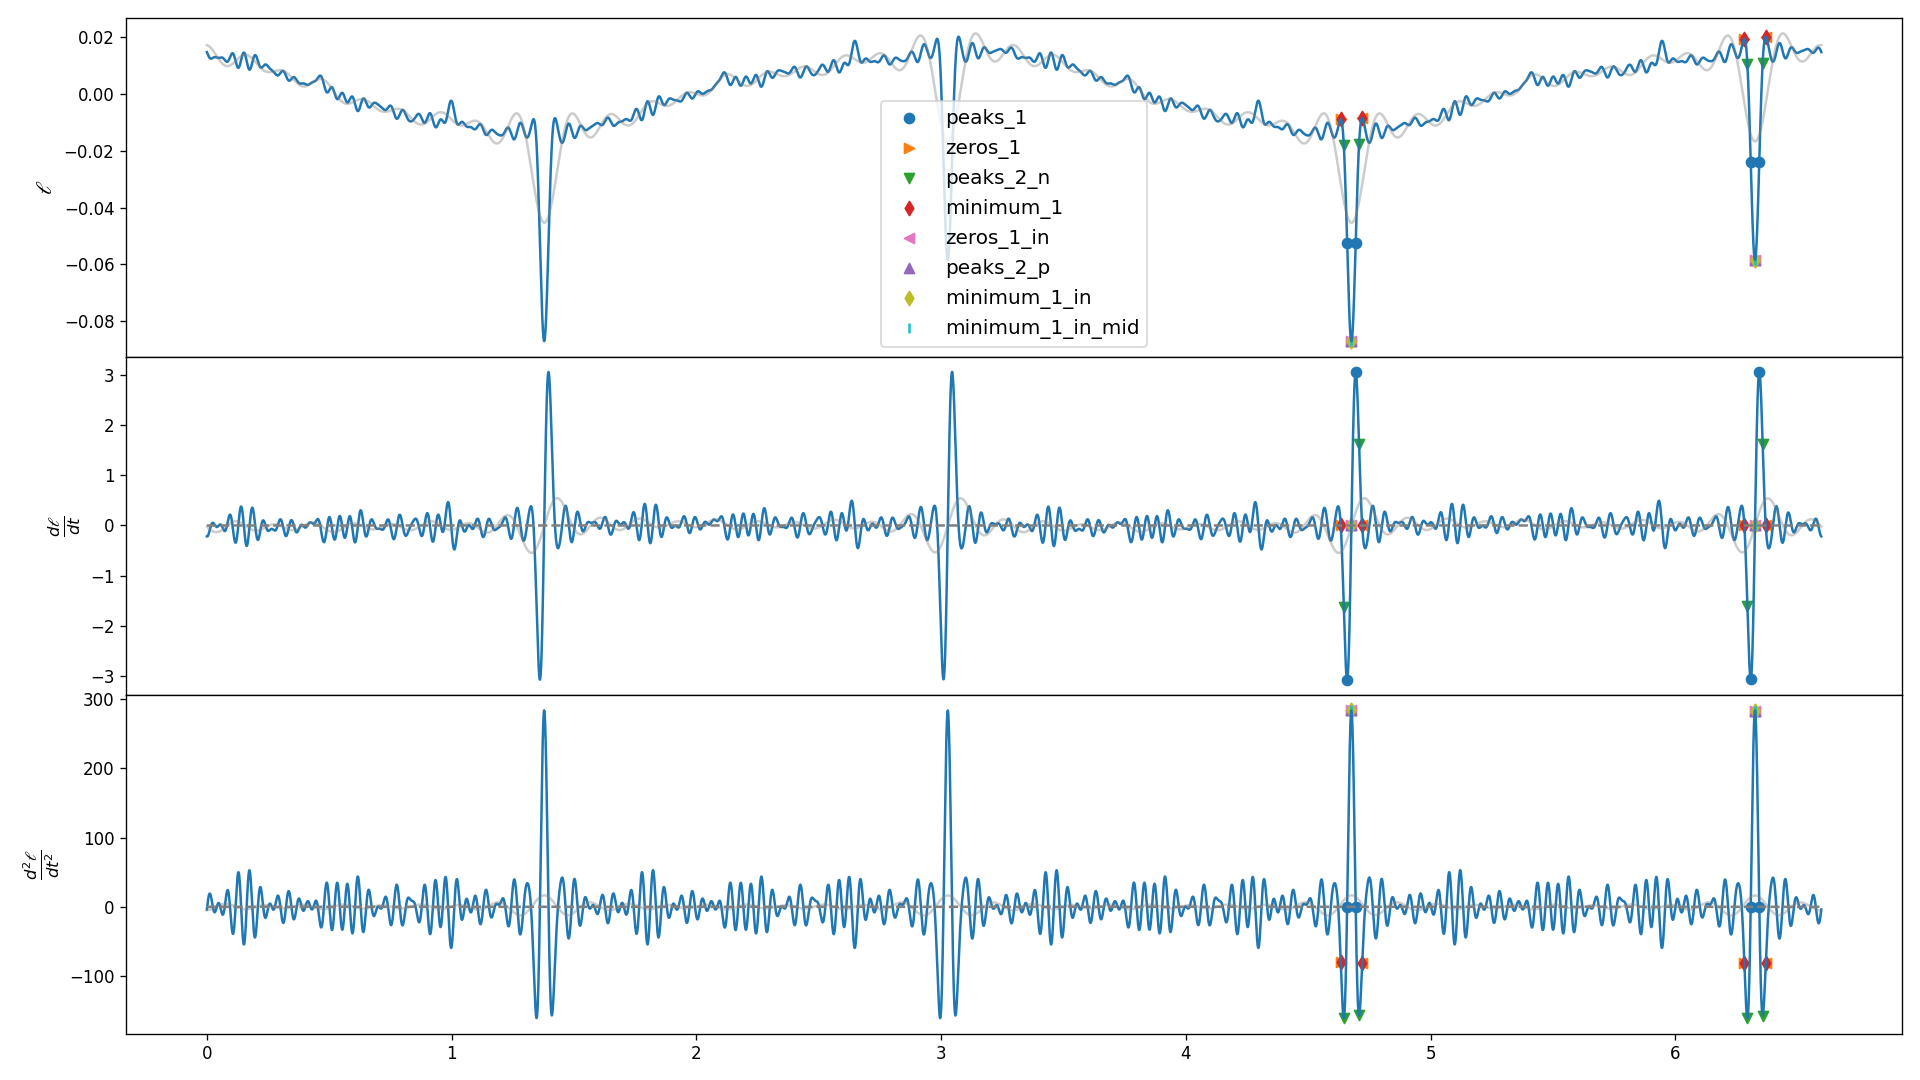 0.02
0.00
−0.02
−0.04
−0.06
−0.08
ℓ
peaks_1
zeros_1
peaks_2_n
minimum_1
zeros_1_in
peaks_2_p
minimum_1_in
minimum_1_in_mid
3
2
1
0
−1
−2
−3
dℓ
dt
300
200
100
0
−100
d²ℓ
dt²
0 1 2 3 4 5 6